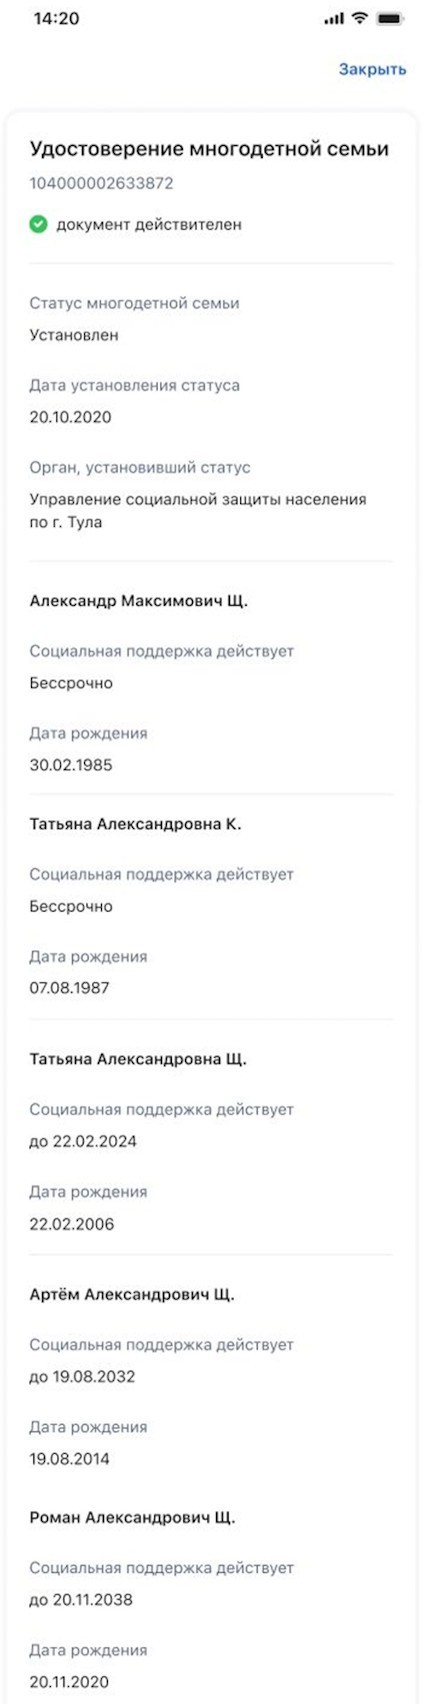 14:20
Закрыть
Удостоверение многодетной семьи
104000002633872
документ действителен
Статус многодетной семьи
Установлен
Дата установления статуса
20.10.2020
Орган, установивший статус
Управление социальной защиты населения
по г. Тула
Александр Максимович Щ.
Социальная поддержка действует
Бессрочно
Дата рождения
30.02.1985
Татьяна Александровна К.
Социальная поддержка действует
Бессрочно
Дата рождения
07.08.1987
Татьяна Александровна Щ.
Социальная поддержка действует
до 22.02.2024
Дата рождения
22.02.2006
Артём Александрович Щ.
Социальная поддержка действует
до 19.08.2032
Дата рождения
19.08.2014
Роман Александрович Щ.
Социальная поддержка действует
до 20.11.2038
Дата рождения
20.11.2020